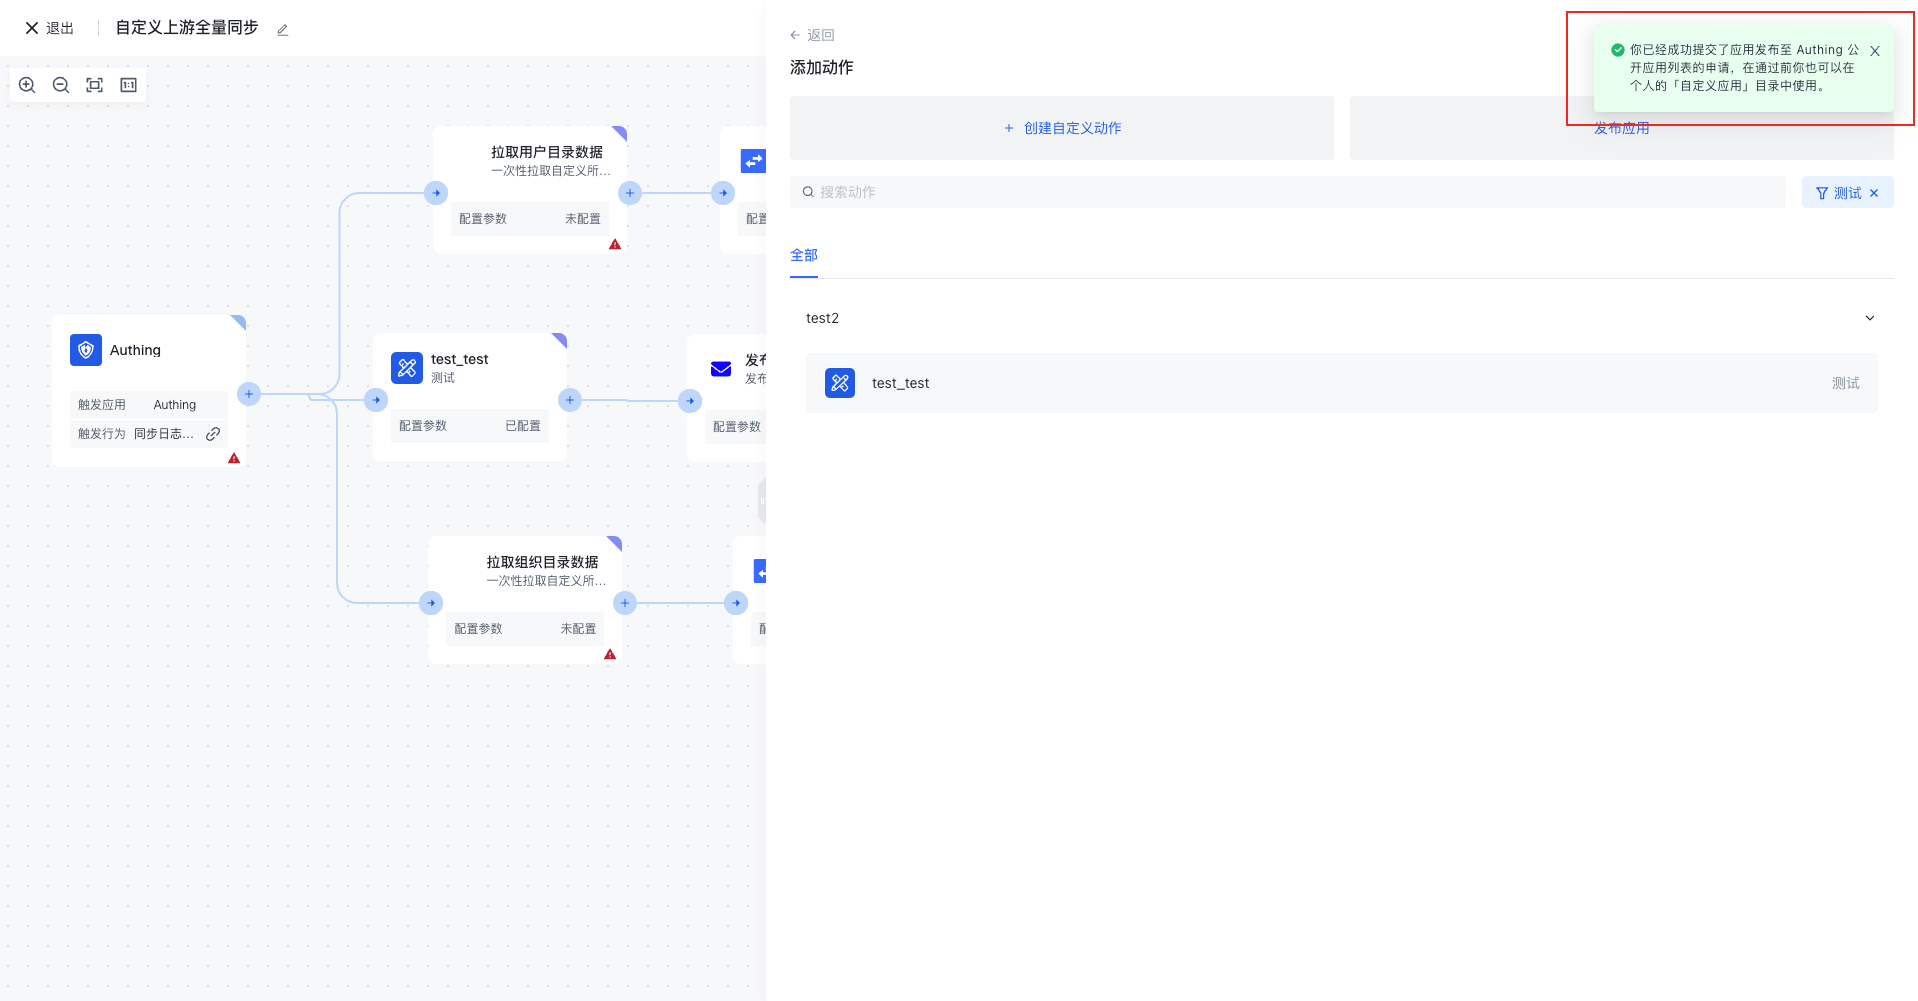 退出
自定义上游全量同步
1:1
拉取用户目录数据
一次性拉取自定义所...
配置参数 未配置
Authing
触发应用 Authing
触发行为 同步日志...
test_test
测试
配置参数 已配置
发布
发布
配置参数
拉取组织目录数据
一次性拉取自定义所...
配置参数 未配置
返回
添加动作
创建自定义动作
发布应用
你已经成功提交了应用发布至 Authing 公
开应用列表的申请，在通过前你也可以在
个人的「自定义应用」目录中使用。
搜索动作
测试
全部
test2
test_test
测试